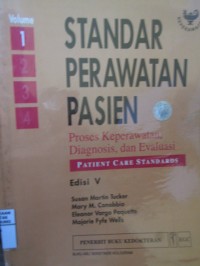 Volume
1
2
3
4
STANDAR
PERAWATAN
PASIEN
Proses Keperawatan,
Diagnosis, dan Evaluasi
PATIENT CARE STANDARDS
Edisi V
Susan Martin Tucker
Mary M. Canobbio
Eleanor Vargo Paquette
Marjorie Fyfe Wells
PENERBIT BUKU KEDOKTERAN
EGC